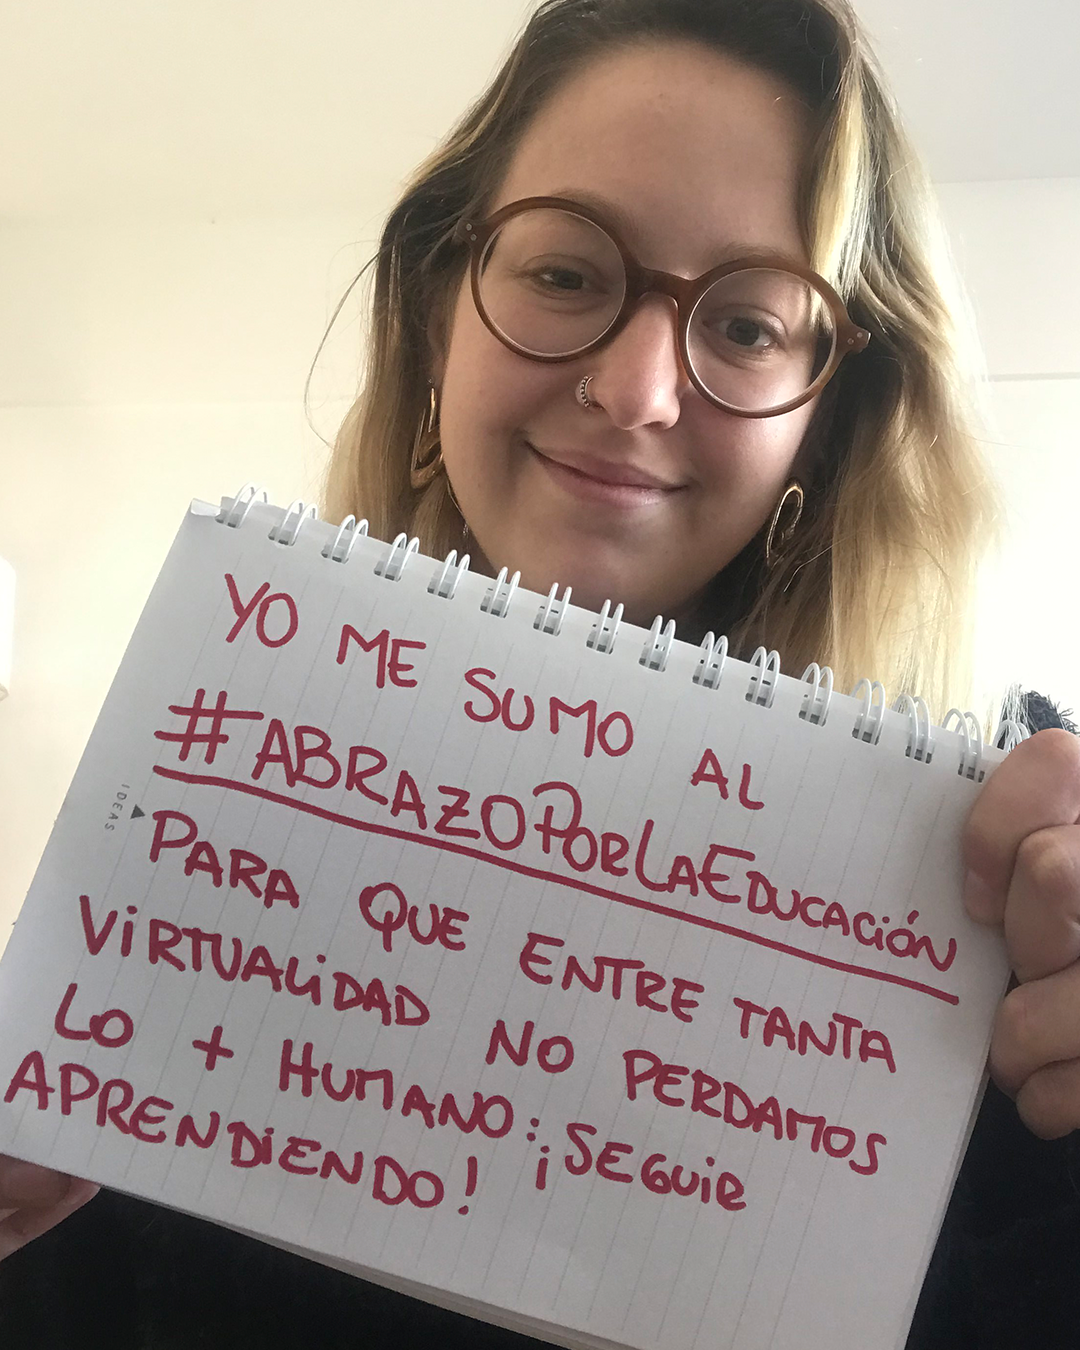 YO ME SUMO AL
#ABRAZOPORLAEDUCACIÓN
PARA QUE ENTRE TANTA
VIRTUALIDAD NO PERDAMOS
LO + HUMANO: ¡SEGUIR
APRENDIENDO!
IDEAS